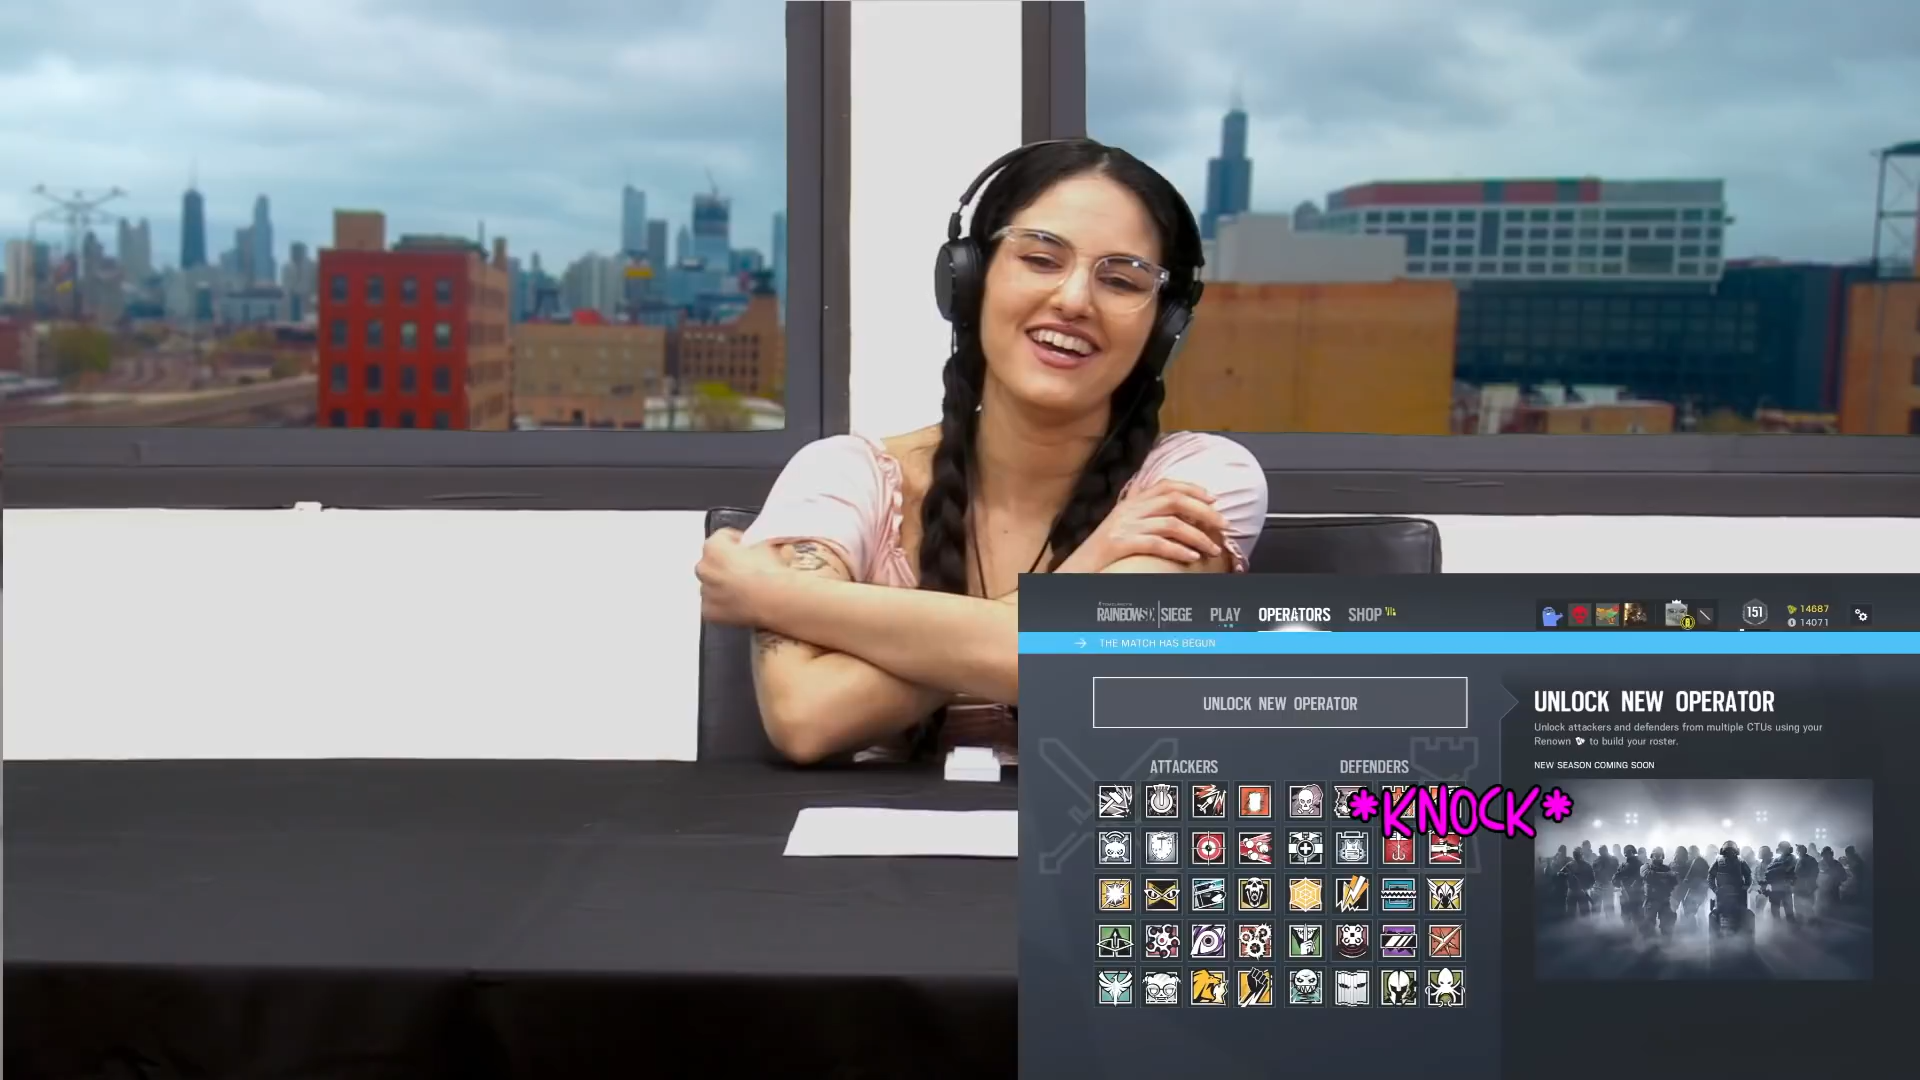 RAINBOWSIX | SIEGE PLAY OPERATORS SHOP
151
14687
14071
THE MATCH HAS BEGUN
UNLOCK NEW OPERATOR
ATTACKERS DEFENDERS
*KNOCK*
UNLOCK NEW OPERATOR
Unlock attackers and defenders from multiple CTUs using your
Renown to build your roster.
NEW SEASON COMING SOON